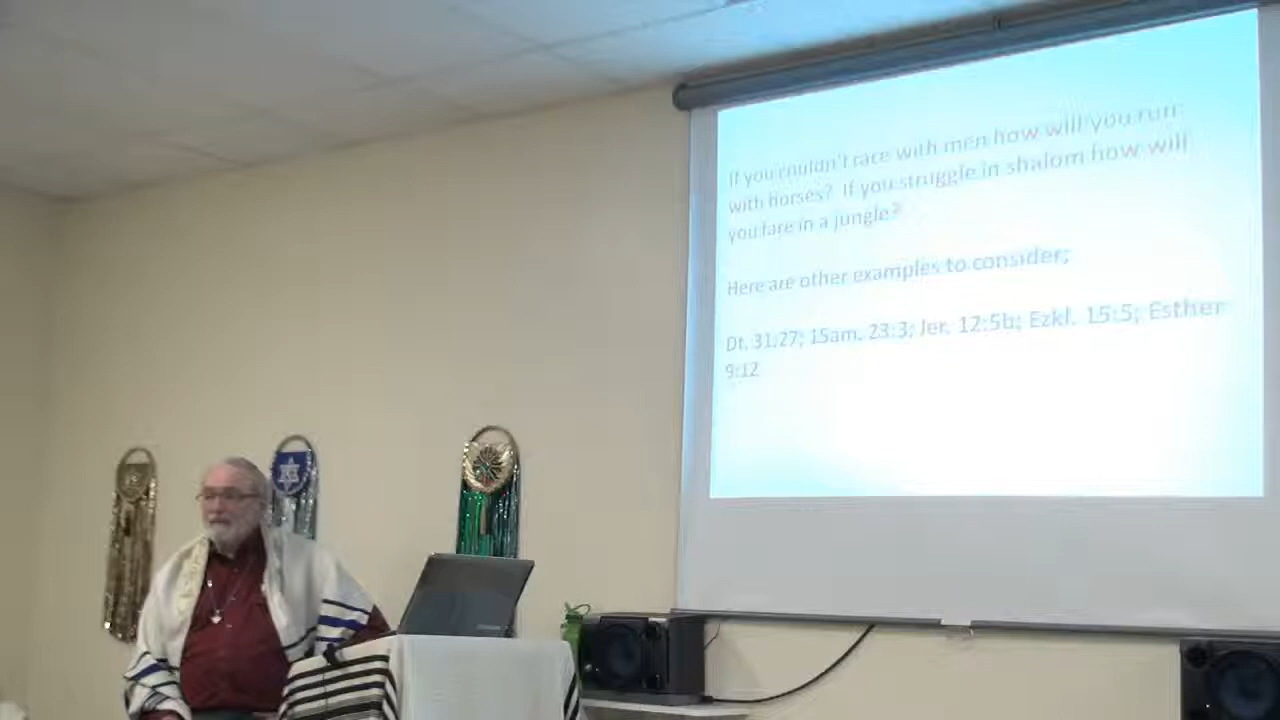 If you couldn't race with men how will you run
with horses? If you struggle in shalom how will
you fare in a jungle?
Here are other examples to consider;
Dt. 31:27; 1Sam. 23:3; Jer. 12:5b; Ezkl. 15:5; Esther
9:12